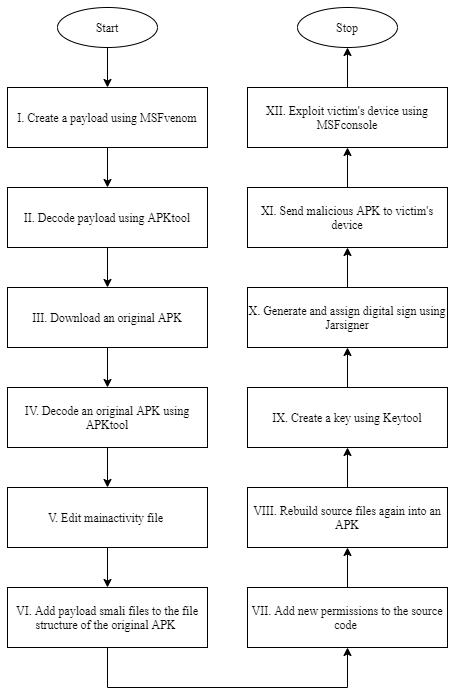 Start
I. Create a payload using MSFvenom
II. Decode payload using APKtool
III. Download an original APK
IV. Decode an original APK using
APKtool
V. Edit mainactivity file
VI. Add payload smali files to the file
structure of the original APK
VII. Add new permissions to the source
code
VIII. Rebuild source files again into an
APK
IX. Create a key using Keytool
X. Generate and assign digital sign using
Jarsigner
XI. Send malicious APK to victim's
device
XII. Exploit victim's device using
MSFconsole
Stop